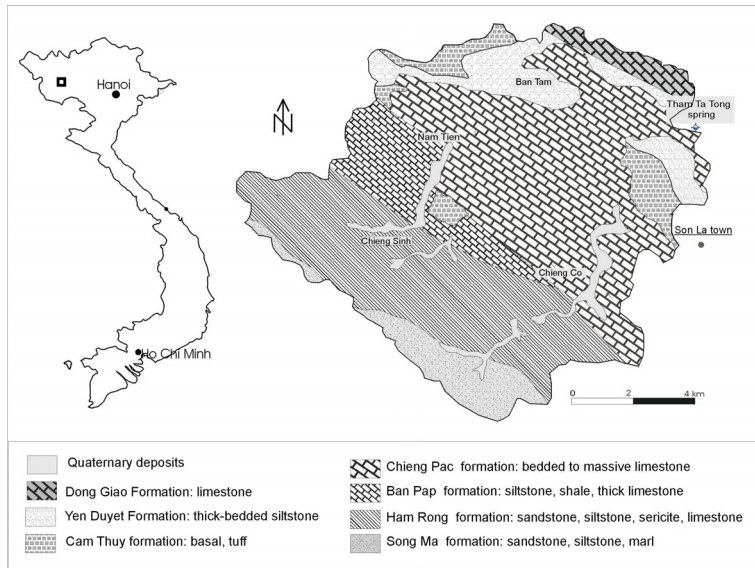 Hanoi
Ho Chi Minh
N
Ban Tam
Tham Ta Tong
spring
Nam Tien
Son La town
Chieng Sinh
Chieng Co
0 2 4 km
Quaternary deposits
Dong Giao Formation: limestone
Yen Duyet Formation: thick-bedded siltstone
Cam Thuy formation: basal, tuff
Chieng Pac formation: bedded to massive limestone
Ban Pap formation: siltstone, shale, thick limestone
Ham Rong formation: sandstone, siltstone, sericite, limestone
Song Ma formation: sandstone, siltstone, marl